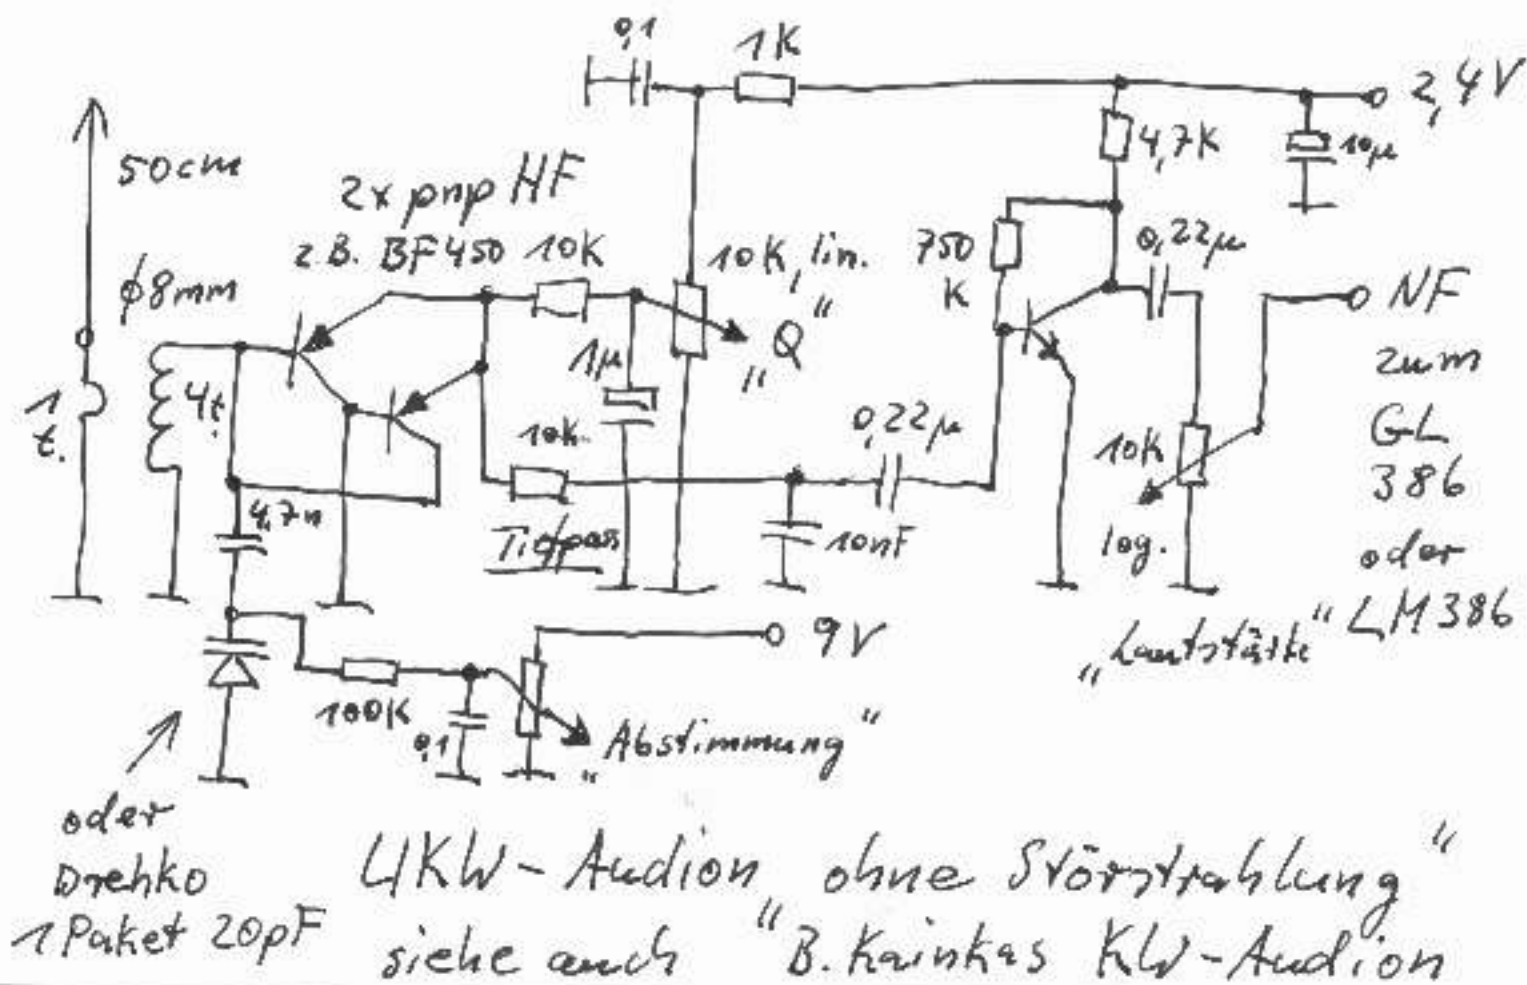 0,1
1K
2,4V
50cm
4,7K
10µ
2x pnp HF
z.B. BF450
10K
10K, lin.
750
K
0,22µ
ϕ8mm
NF
zum
GL
386
oder
LM386
"Q"
1µ
1
t.
4t.
10K
0,22µ
10K
log.
4,7n
Tiefpass
10nF
„Lautstärke"
9V
100K
0,1
„Abstimmung"
oder
Drehko
1 Paket 20pF
UKW-Audion „ohne Störstrahlung"
siehe auch "B. Kainkas KW-Audion